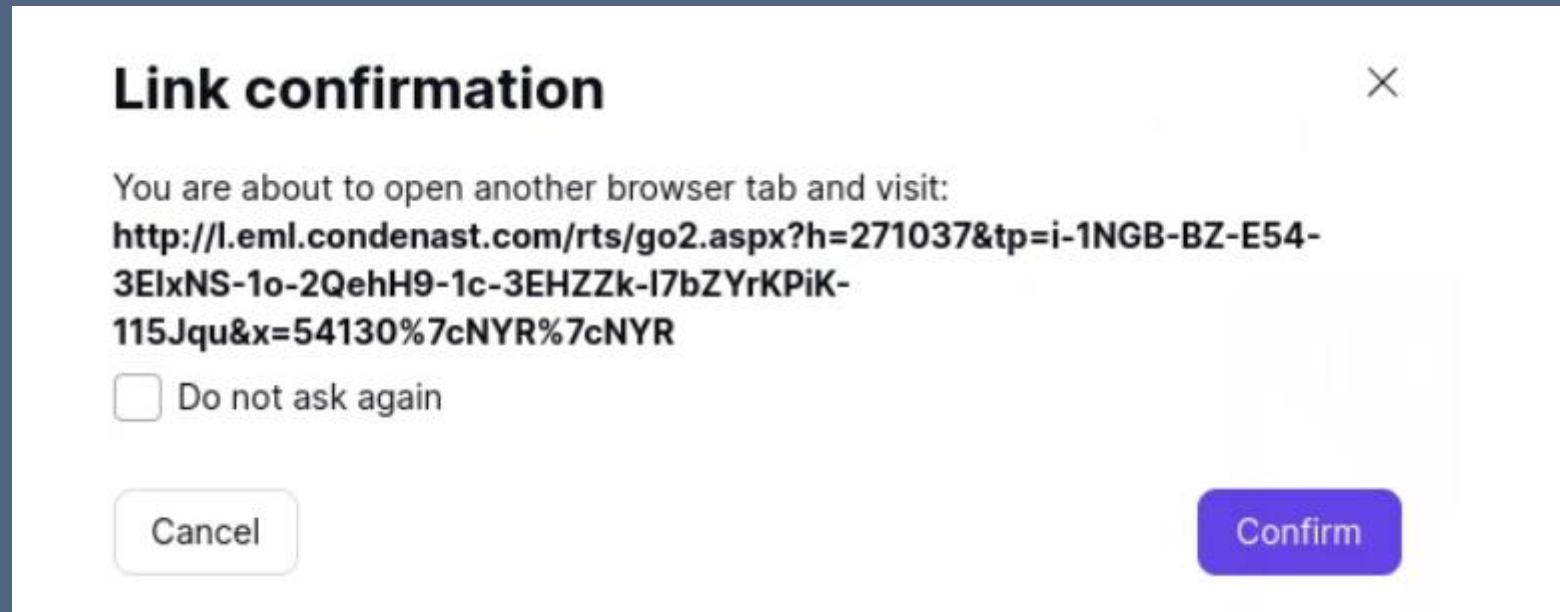 Link confirmation
You are about to open another browser tab and visit:
http://l.eml.condenast.com/rts/go2.aspx?h=271037&tp=i-1NGB-BZ-E54-
3ElxNS-1o-2QehH9-1c-3EHZZk-l7bZYrKPiK-
115Jqu&x=54130%7cNYR%7cNYR
Do not ask again
Cancel
Confirm